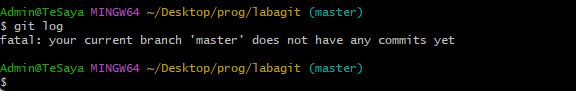 Admin@TeSaya MINGW64 ~/Desktop/prog/labagit (master)
$ git log
fatal: your current branch 'master' does not have any commits yet
Admin@TeSaya MINGW64 ~/Desktop/prog/labagit (master)
$